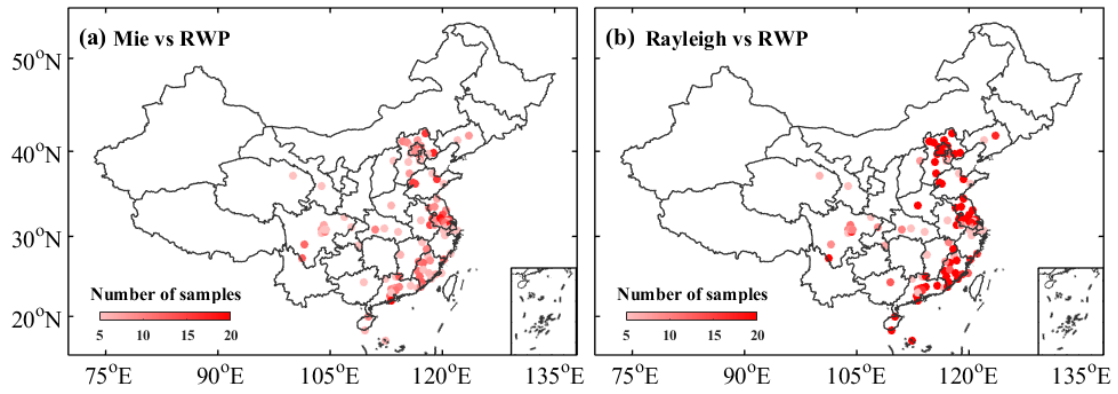 (a) Mie vs RWP
50°N
40°N
30°N
20°N
Number of samples
5 10 15 20
75°E 90°E 105°E 120°E 135°E
(b) Rayleigh vs RWP
Number of samples
5 10 15 20
75°E 90°E 105°E 120°E 135°E